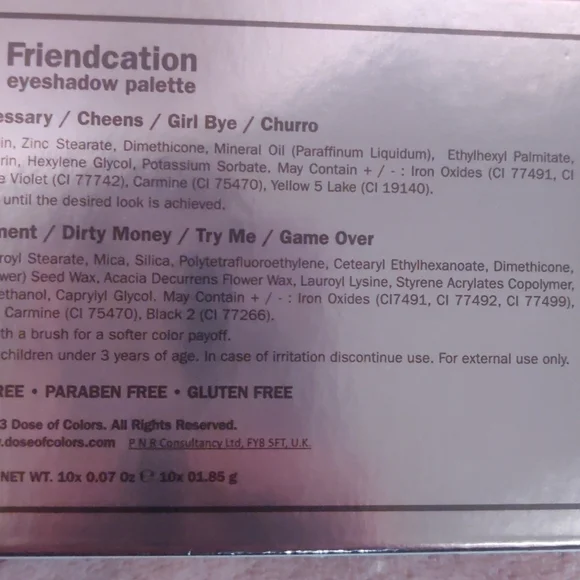 Friendcation
eyeshadow palette
essary / Cheens / Girl Bye / Churro
in, Zinc Stearate, Dimethicone, Mineral Oil (Paraffinum Liquidum), Ethylhexyl Palmitate,
rin, Hexylene Glycol, Potassium Sorbate. May Contain + / - : Iron Oxides (CI 77491, CI
e Violet (CI 77742), Carmine (CI 75470), Yellow 5 Lake (CI 19140).
until the desired look is achieved.
ment / Dirty Money / Try Me / Game Over
royl Stearate, Mica, Silica, Polytetrafluoroethylene, Cetearyl Ethylhexanoate, Dimethicone,
wer) Seed Wax, Acacia Decurrens Flower Wax, Lauroyl Lysine, Styrene Acrylates Copolymer,
ethanol, Caprylyl Glycol. May Contain + / - : Iron Oxides (CI7491, CI 77492, CI 77499),
Carmine (CI 75470), Black 2 (CI 77266).
th a brush for a softer color payoff.
children under 3 years of age. In case of irritation discontinue use. For external use only.
REE • PARABEN FREE • GLUTEN FREE
3 Dose of Colors. All Rights Reserved.
.doseofcolors.com P N R Consultancy Ltd, FY8 5FT, U.K.
NET WT. 10x 0.07 Oz ℮ 10x 01.85 g